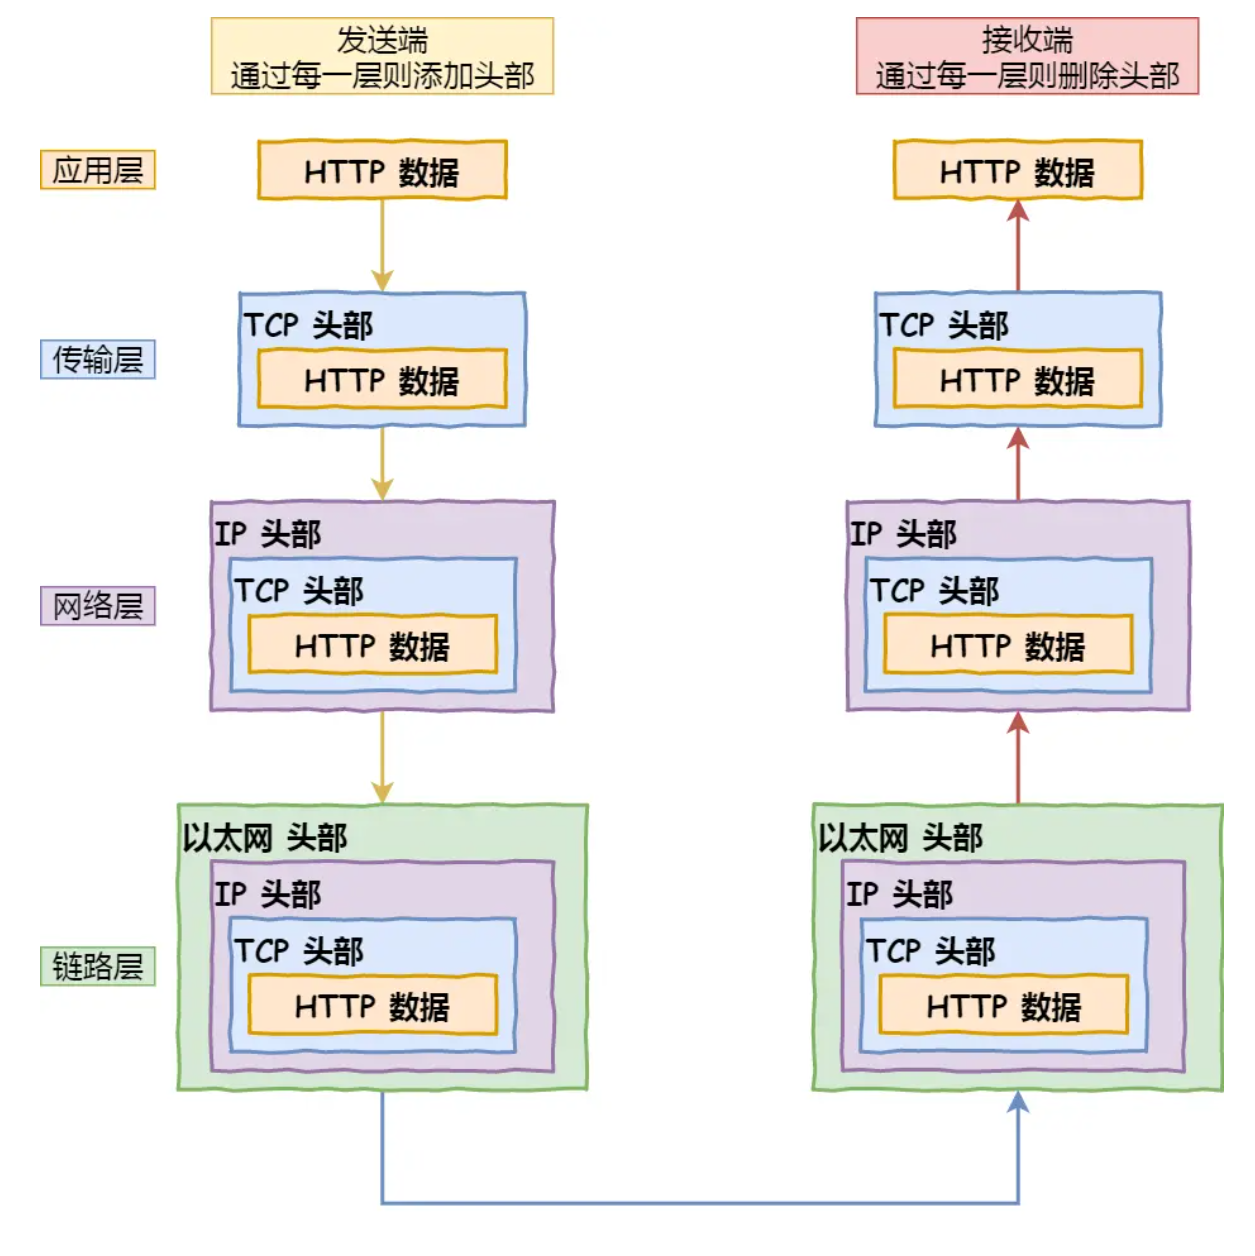 发送端
通过每一层则添加头部
接收端
通过每一层则删除头部
应用层
HTTP 数据
HTTP 数据
传输层
TCP 头部
HTTP 数据
TCP 头部
HTTP 数据
网络层
IP 头部
TCP 头部
HTTP 数据
IP 头部
TCP 头部
HTTP 数据
链路层
以太网 头部
IP 头部
TCP 头部
HTTP 数据
以太网 头部
IP 头部
TCP 头部
HTTP 数据